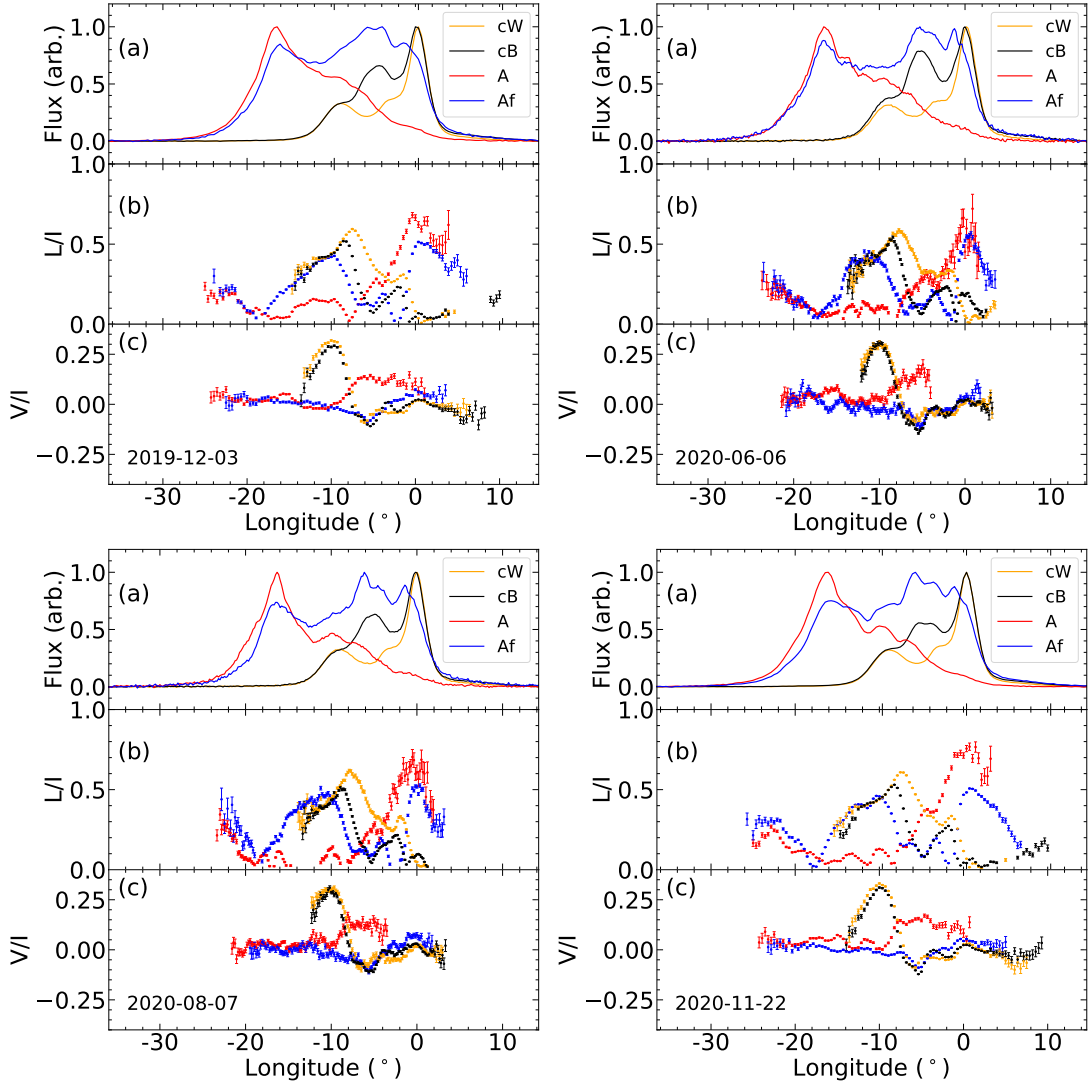 (a)
Flux (arb.)
1.0
0.5
0.0
cW
cB
A
Af
(b)
L/I
1.0
0.5
0.0
(c)
V/I
0.25
0.00
−0.25
2019-12-03
-30 -20 -10 0 10
Longitude (°)
(a)
Flux (arb.)
1.0
0.5
0.0
cW
cB
A
Af
(b)
L/I
1.0
0.5
0.0
(c)
V/I
0.25
0.00
−0.25
2020-06-06
-30 -20 -10 0 10
Longitude (°)
(a)
Flux (arb.)
1.0
0.5
0.0
cW
cB
A
Af
(b)
L/I
1.0
0.5
0.0
(c)
V/I
0.25
0.00
−0.25
2020-08-07
-30 -20 -10 0 10
Longitude (°)
(a)
Flux (arb.)
1.0
0.5
0.0
cW
cB
A
Af
(b)
L/I
1.0
0.5
0.0
(c)
V/I
0.25
0.00
−0.25
2020-11-22
-30 -20 -10 0 10
Longitude (°)